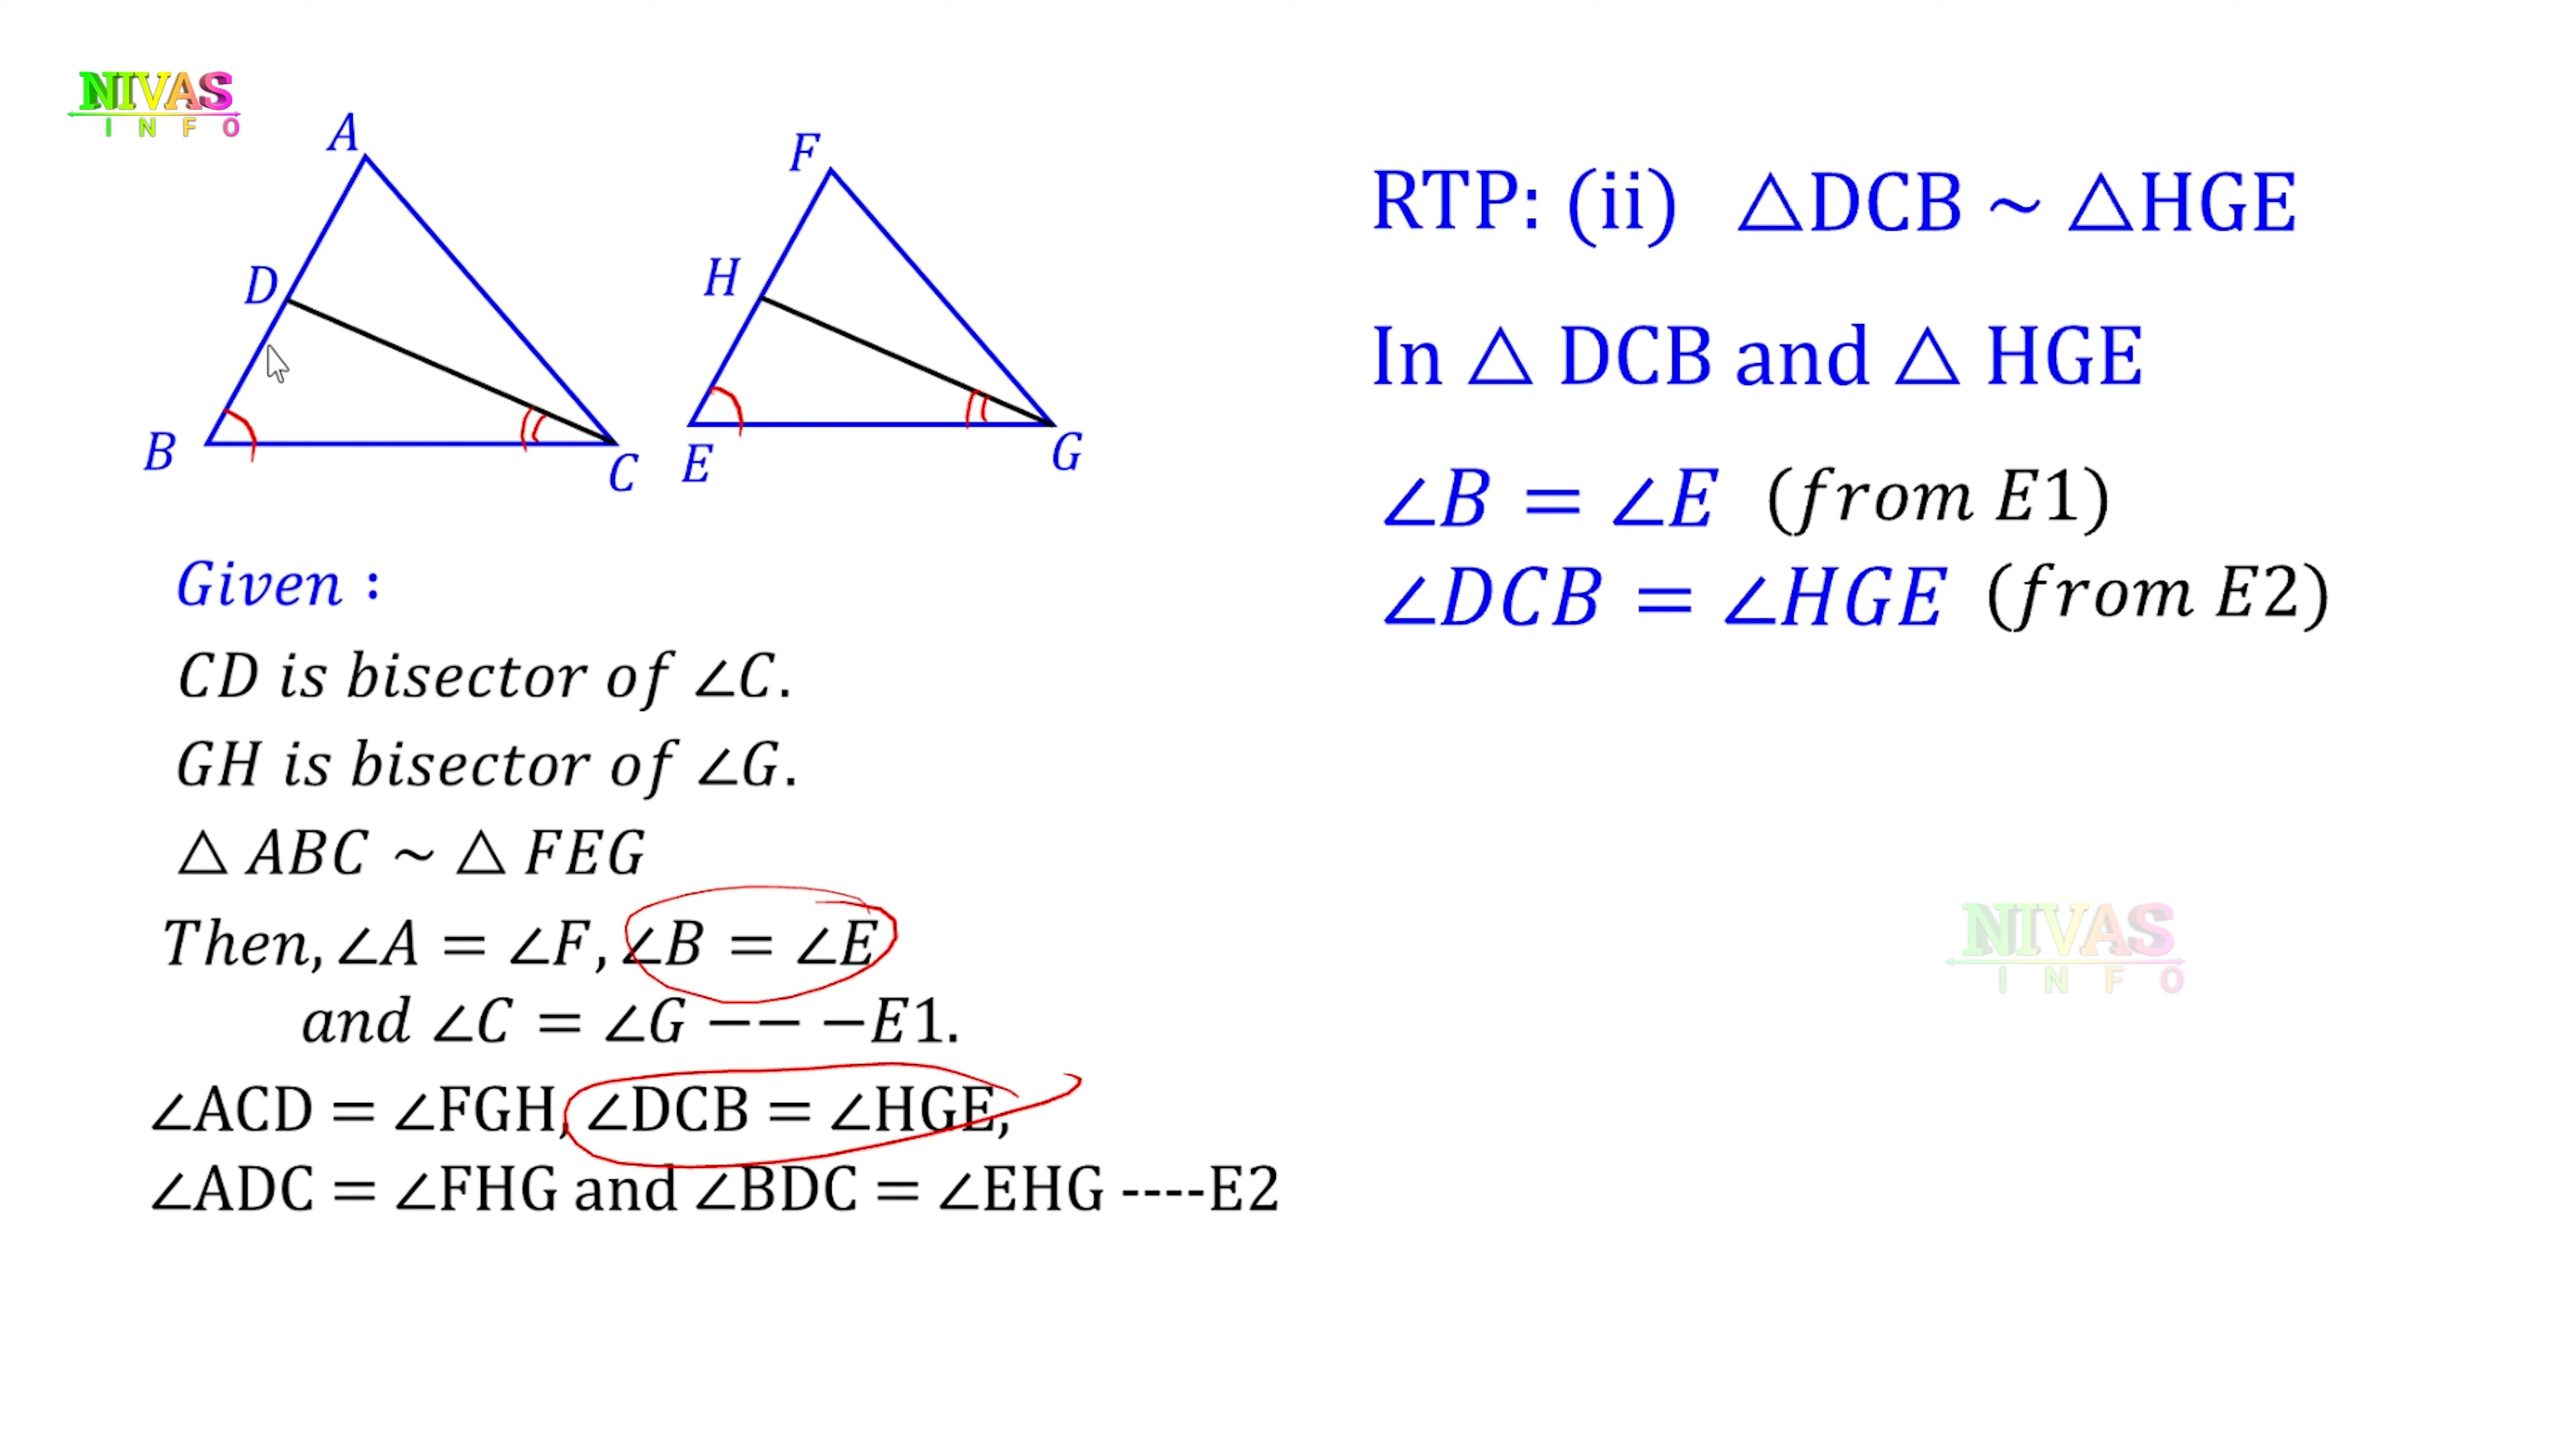 NIVAS
INFO
A
F
D
H
B
C
E
G
Given :
CD is bisector of ∠C.
GH is bisector of ∠G.
△ ABC ~ △ FEG
Then, ∠A = ∠F, ∠B = ∠E
and ∠C = ∠G −− −E1.
∠ACD = ∠FGH, ∠DCB = ∠HGE,
∠ADC = ∠FHG and ∠BDC = ∠EHG ----E2
RTP: (ii) △DCB ~ △HGE
In △ DCB and △ HGE
∠B = ∠E (from E1)
∠DCB = ∠HGE (from E2)
NIVAS
INFO